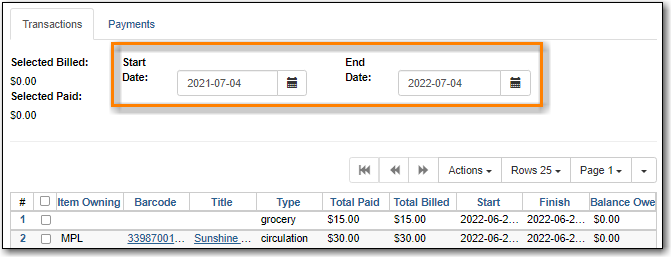 Transactions Payments
Selected Billed:
$0.00
Selected Paid:
$0.00
Start Date: 2021-07-04
End Date: 2022-07-04
Actions Rows 25 Page 1
# Item Owning Barcode Title Type Total Paid Total Billed Start Finish Balance Owe
1 grocery $15.00 $15.00 2022-06-2... 2022-06-2... $0.00
2 MPL 33987001... Sunshine ... circulation $30.00 $30.00 2022-06-2... 2022-06-2... $0.00